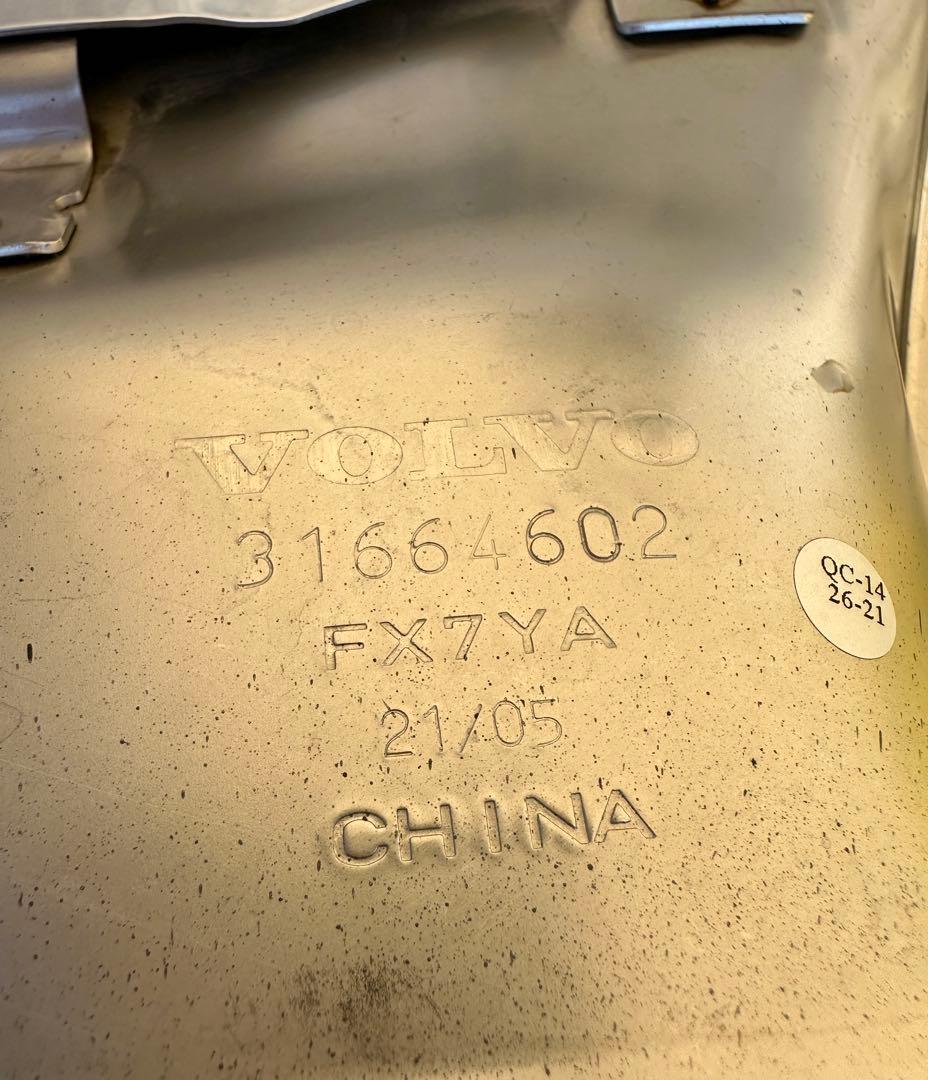 VOLVO
31664602
FX7YA
21/05
CHINA
QC-14
26-21